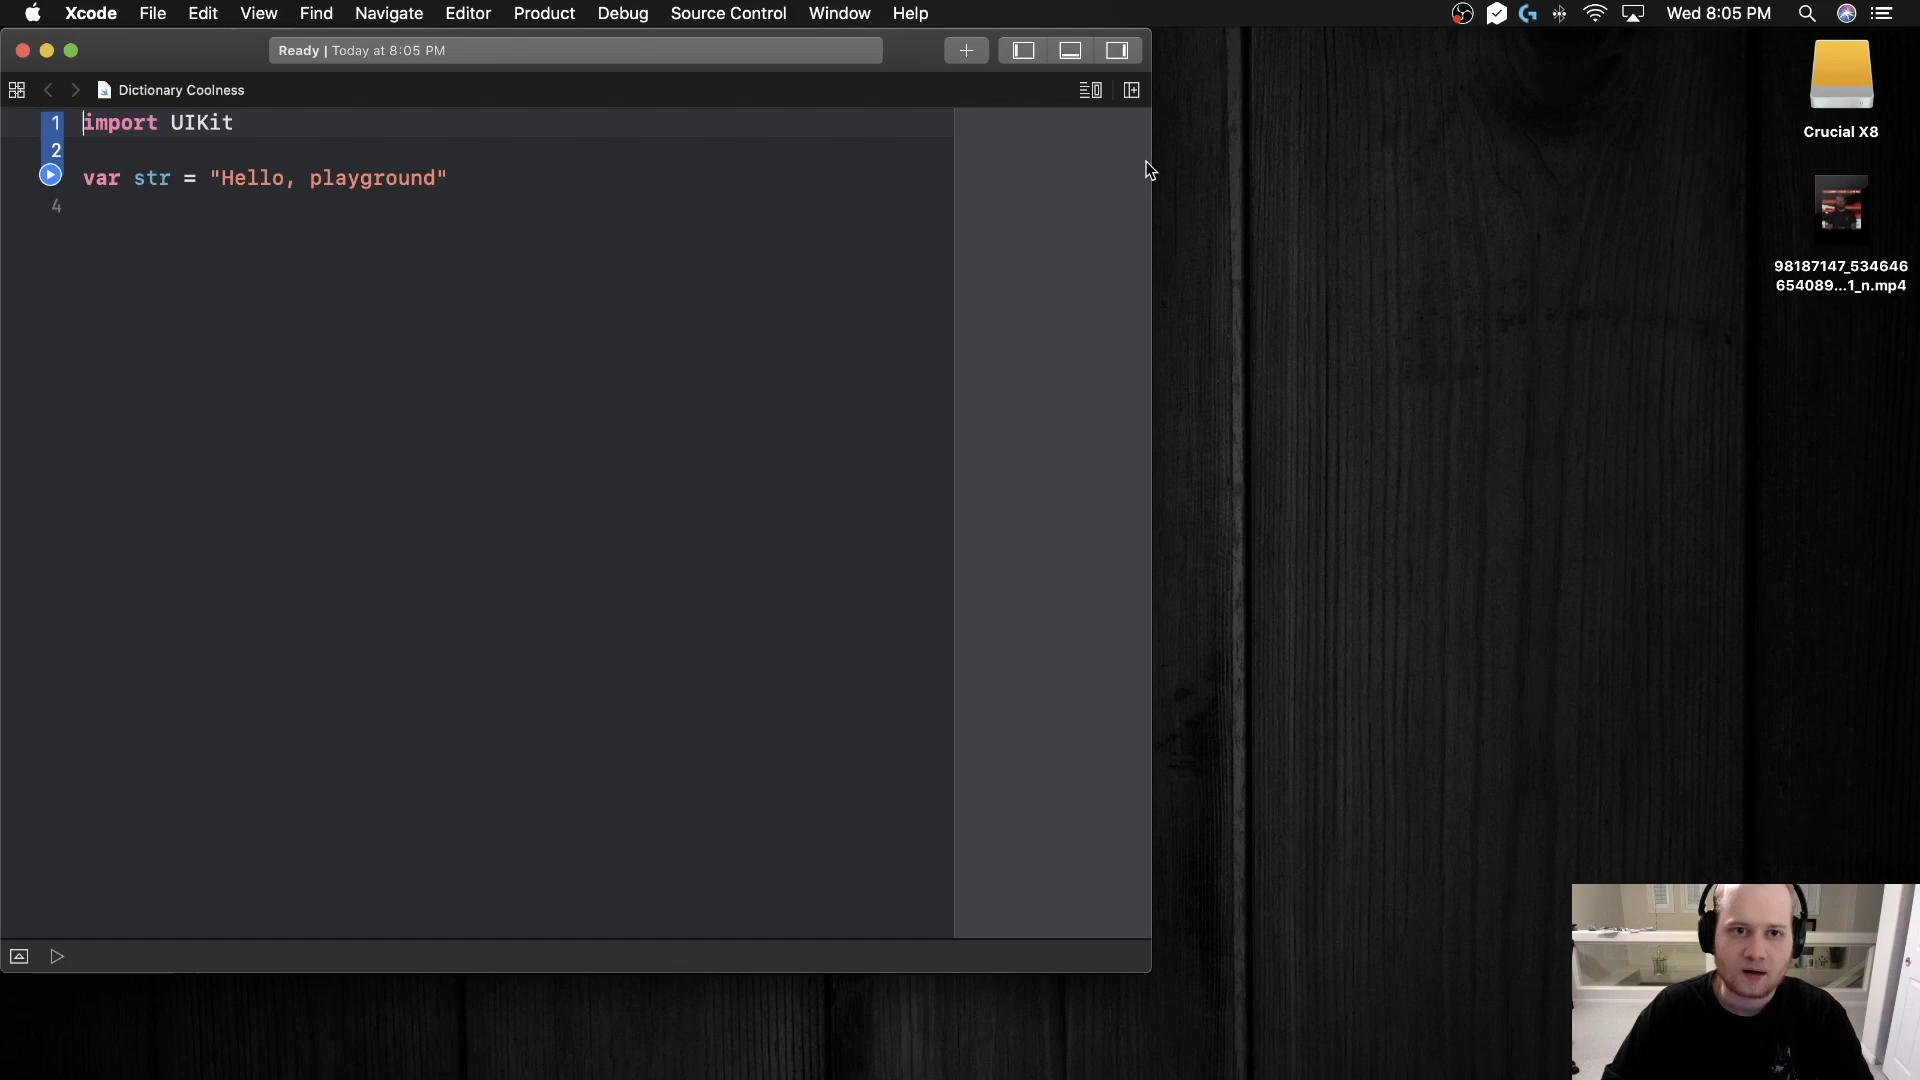 Xcode File Edit View Find Navigate Editor Product Debug Source Control Window Help
Wed 8:05 PM
Ready | Today at 8:05 PM
Dictionary Coolness
1 import UIKit
2
var str = "Hello, playground"
4
Crucial X8
98187147_534646
654089...1_n.mp4